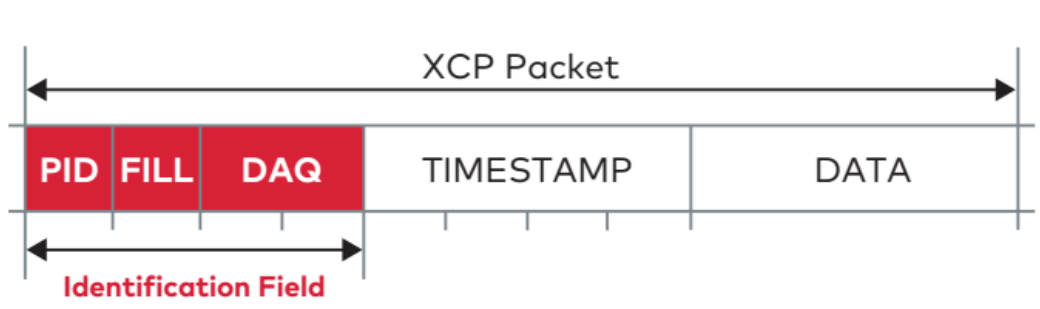 XCP Packet
PID FILL DAQ TIMESTAMP DATA
Identification Field